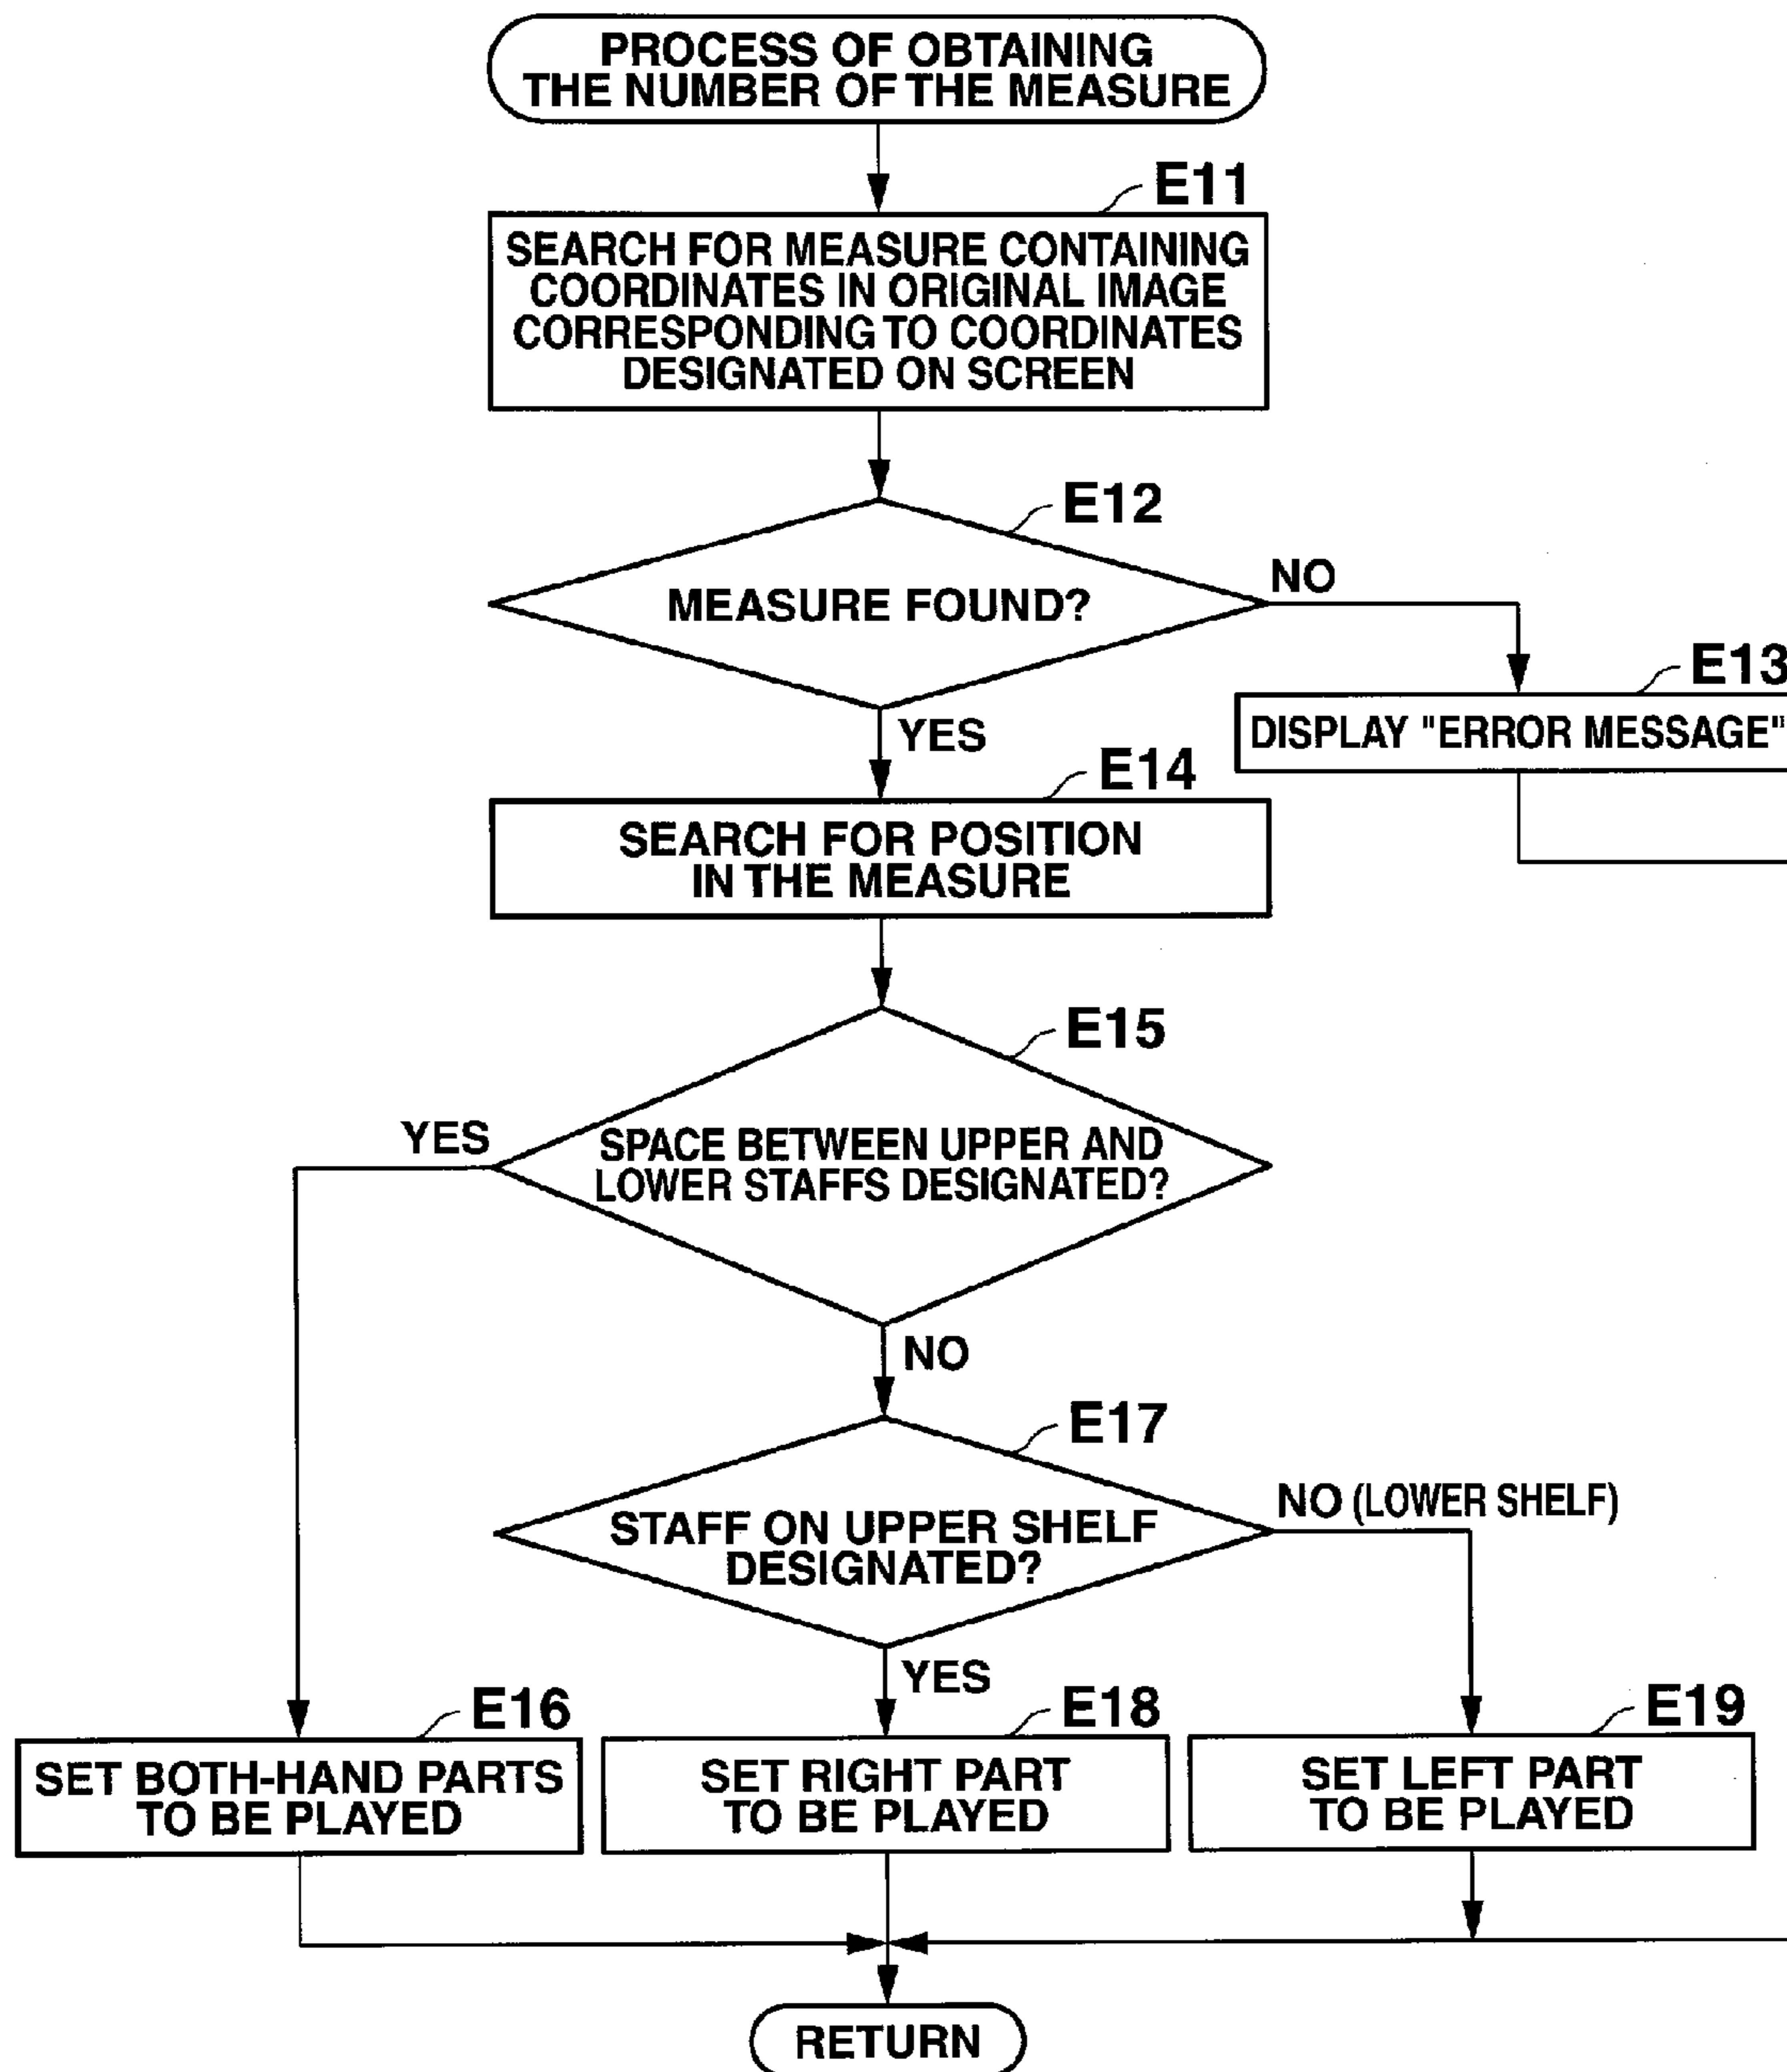 PROCESS OF OBTAINING
THE NUMBER OF THE MEASURE
E11
SEARCH FOR MEASURE CONTAINING
COORDINATES IN ORIGINAL IMAGE
CORRESPONDING TO COORDINATES
DESIGNATED ON SCREEN
E12
MEASURE FOUND?
NO
E13
DISPLAY "ERROR MESSAGE"
YES
E14
SEARCH FOR POSITION
IN THE MEASURE
E15
YES
SPACE BETWEEN UPPER AND
LOWER STAFFS DESIGNATED?
NO
E17
NO (LOWER SHELF)
STAFF ON UPPER SHELF
DESIGNATED?
YES
E16
SET BOTH-HAND PARTS
TO BE PLAYED
E18
SET RIGHT PART
TO BE PLAYED
E19
SET LEFT PART
TO BE PLAYED
RETURN